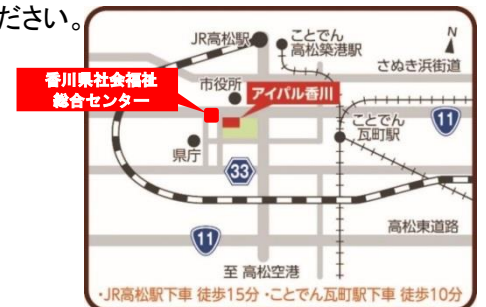 ださい。
JR高松駅
ことでん
高松築港駅
N
さぬき浜街道
香川県社会福祉
総合センター
市役所
アイパル香川
11
ことでん
瓦町駅
県庁
33
高松東道路
11
至 高松空港
･JR高松駅下車 徒歩15分 ･ことでん瓦町駅下車 徒歩10分